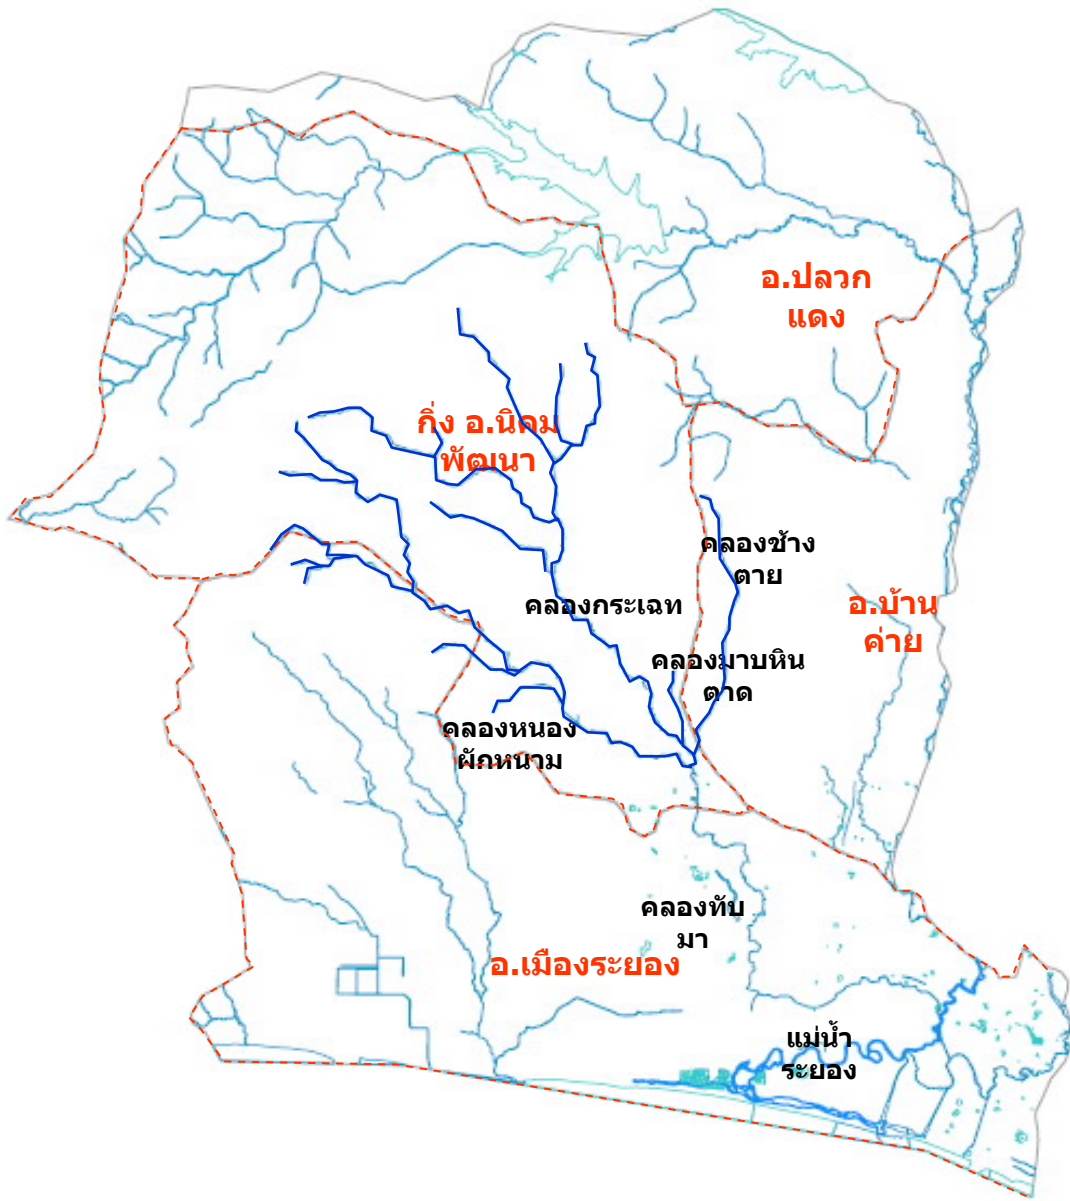 อ.ปลวก
แดง
กิ่ง อ.นิคม
พัฒนา
คลองช้าง
ตาย
คลองกระเฉท
อ.บ้าน
ค่าย
คลองมาบหิน
ตาด
คลองหนอง
ผักหนาม
คลองทับ
มา
อ.เมืองระยอง
แม่น้ำ
ระยอง